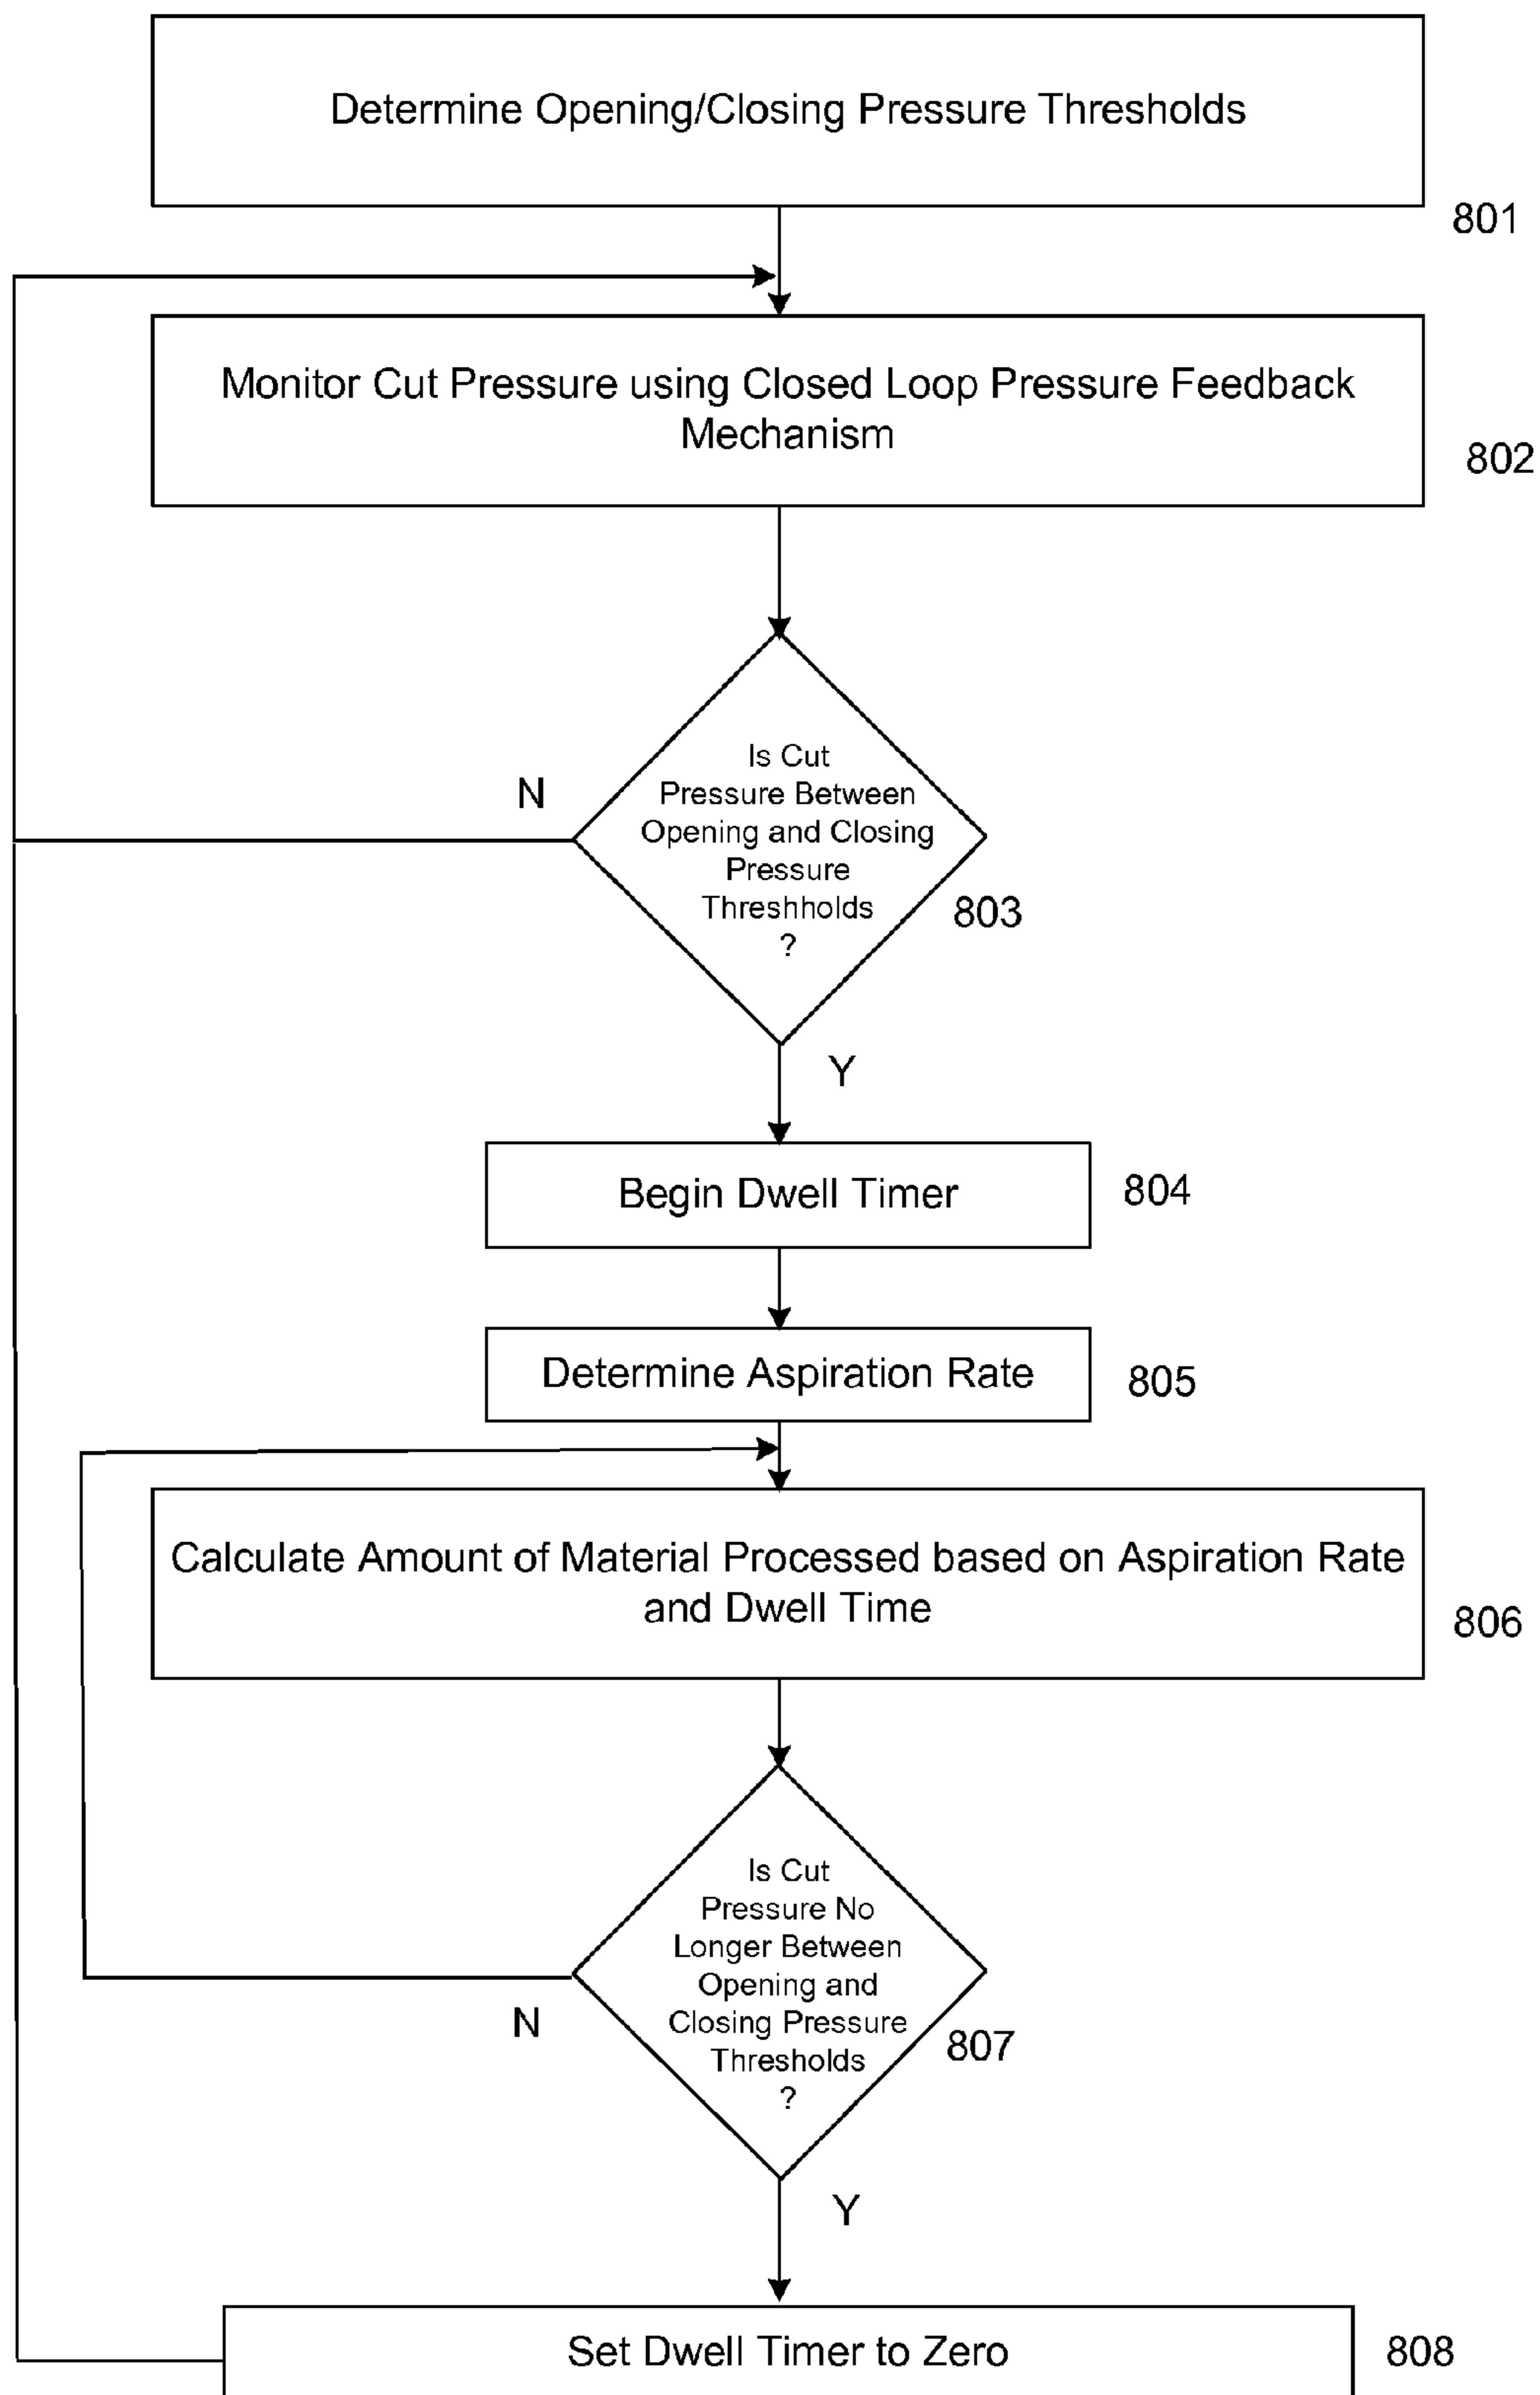 Determine Opening/Closing Pressure Thresholds
801
Monitor Cut Pressure using Closed Loop Pressure Feedback
Mechanism
802
Is Cut
Pressure Between
Opening and Closing
Pressure
Threshholds
?
803
N
Y
Begin Dwell Timer
804
Determine Aspiration Rate
805
Calculate Amount of Material Processed based on Aspiration Rate
and Dwell Time
806
Is Cut
Pressure No
Longer Between
Opening and
Closing Pressure
Thresholds
?
807
N
Y
Set Dwell Timer to Zero
808